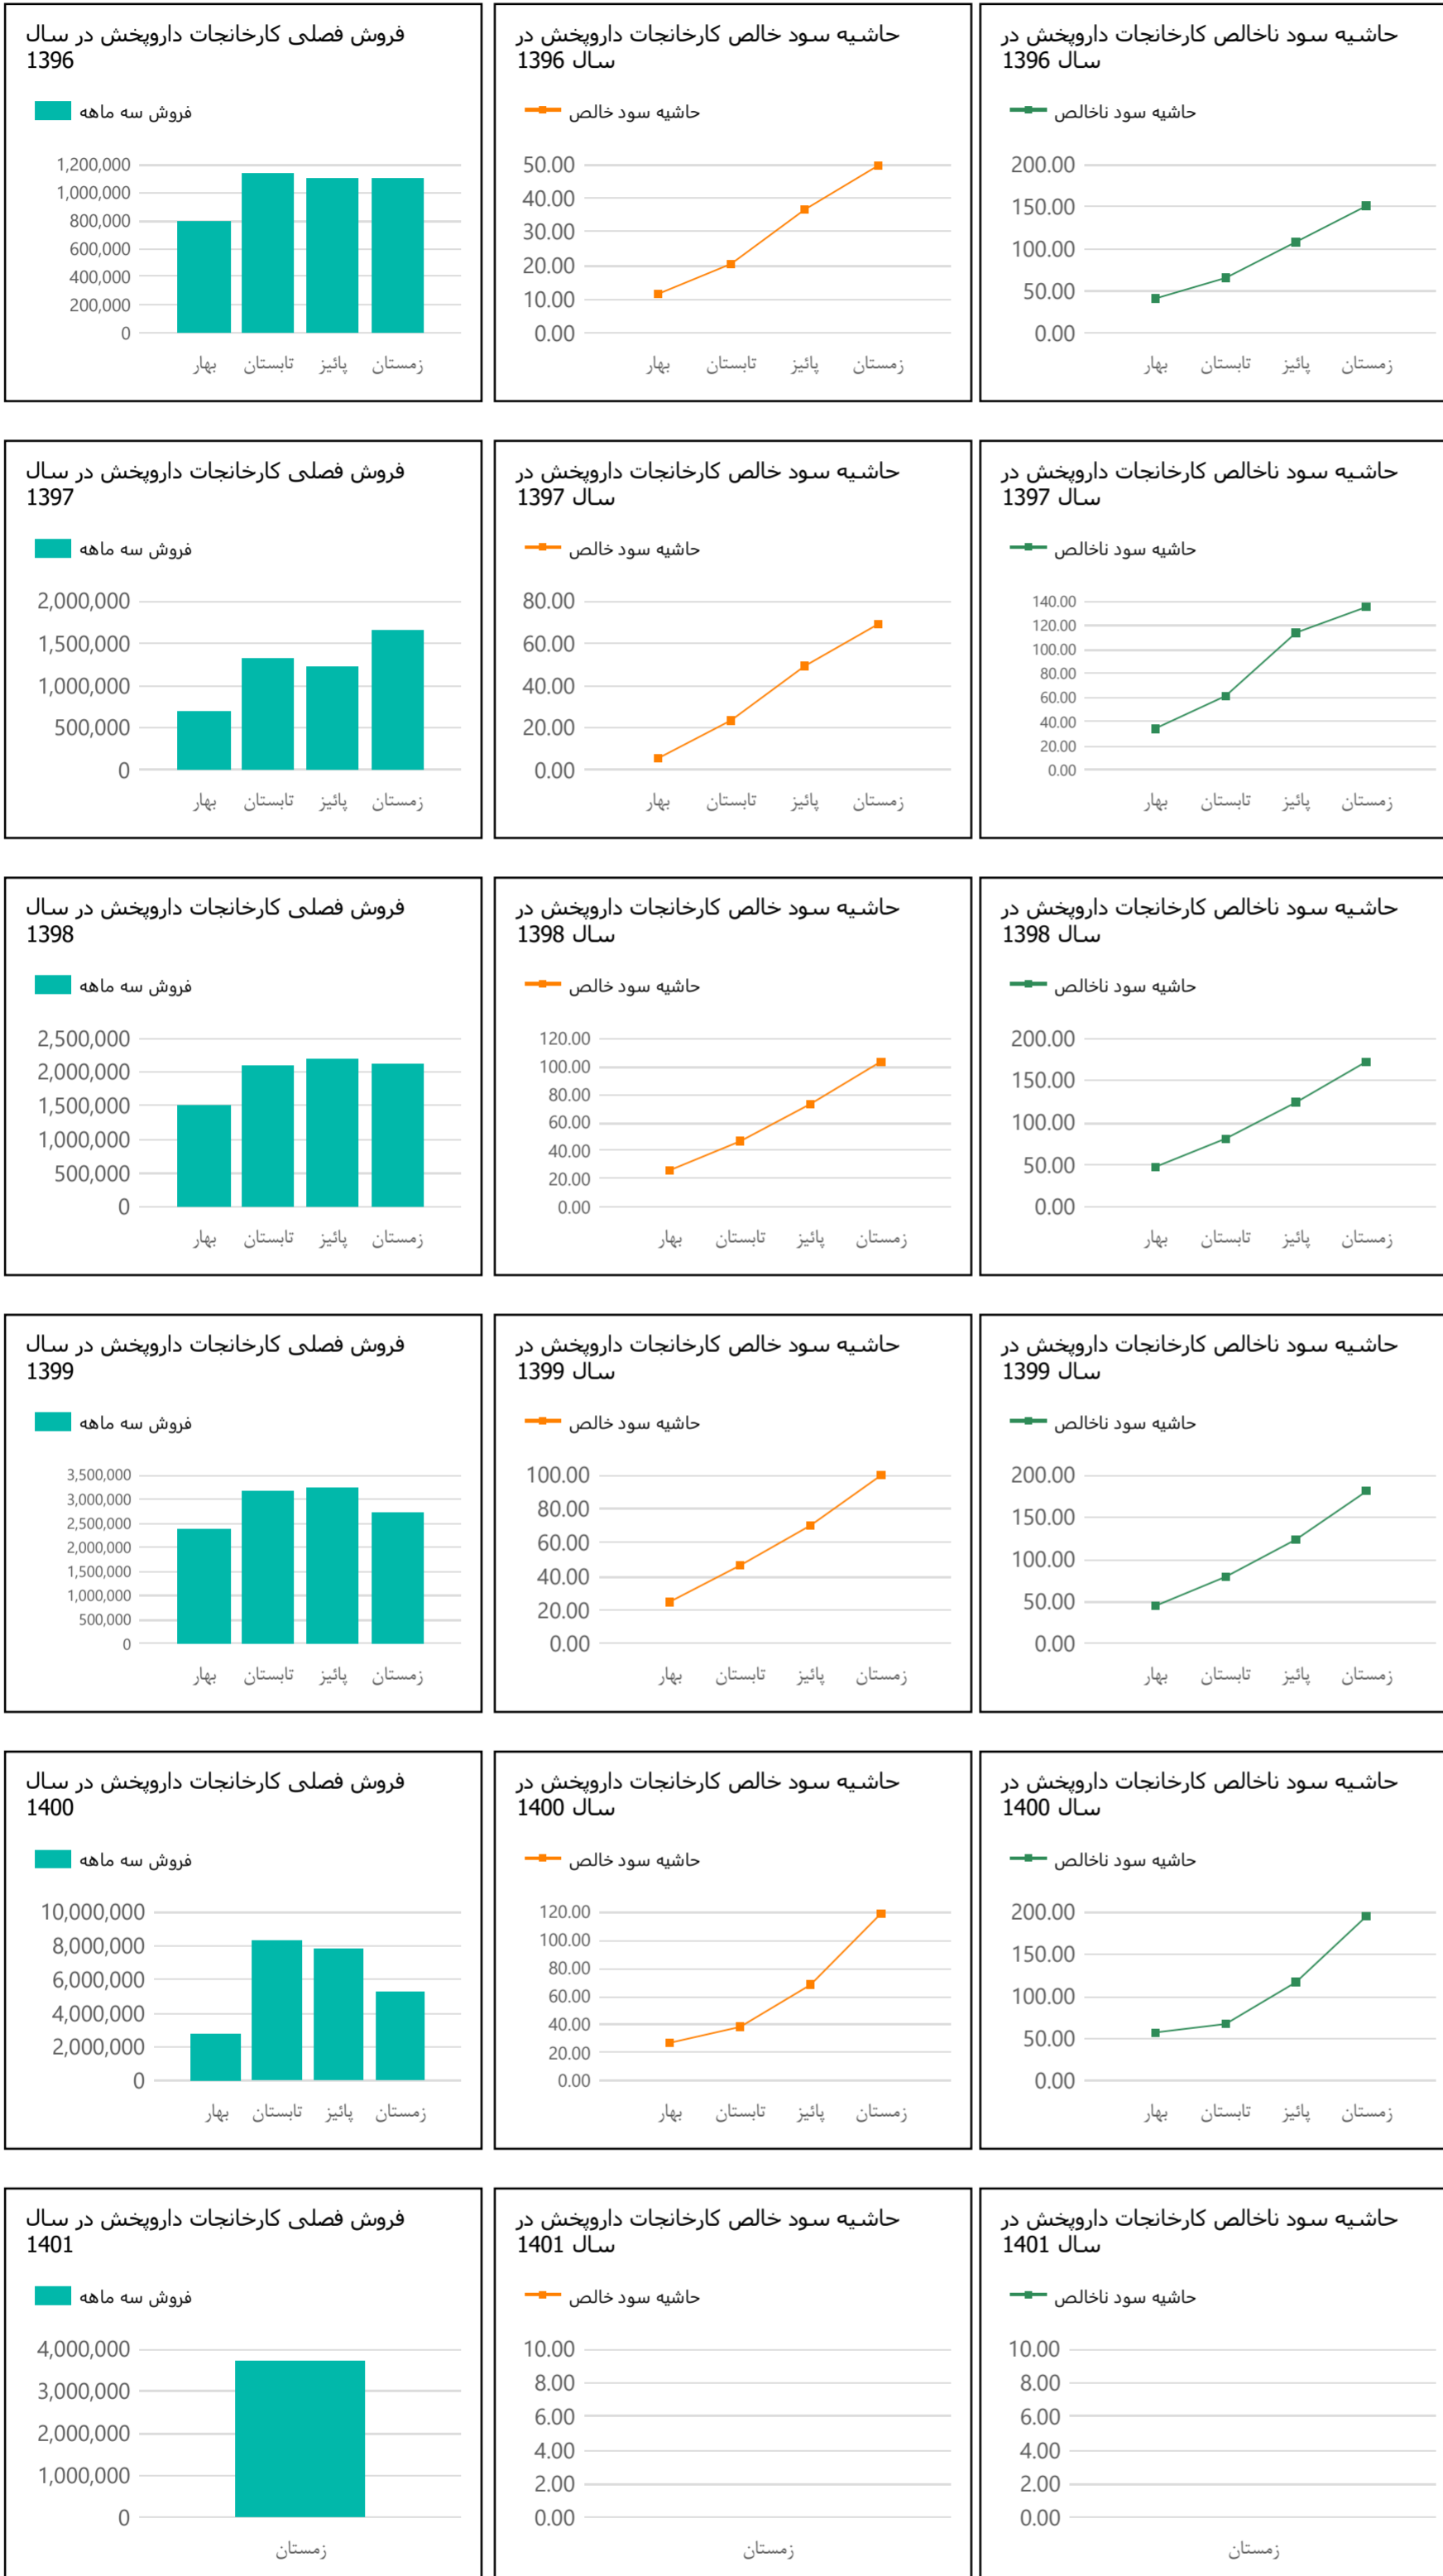 فروش فصلی کارخانجات داروپخش در سال
1396
فروش سه ماهه
1,200,000
1,000,000
800,000
600,000
400,000
200,000
0
بهار تابستان پائیز زمستان
حاشیه سود خالص کارخانجات داروپخش در
سال 1396
حاشیه سود خالص
50.00
40.00
30.00
20.00
10.00
0.00
بهار تابستان پائیز زمستان
حاشیه سود ناخالص کارخانجات داروپخش در
سال 1396
حاشیه سود ناخالص
200.00
150.00
100.00
50.00
0.00
بهار تابستان پائیز زمستان
فروش فصلی کارخانجات داروپخش در سال
1397
فروش سه ماهه
2,000,000
1,500,000
1,000,000
500,000
0
بهار تابستان پائیز زمستان
حاشیه سود خالص کارخانجات داروپخش در
سال 1397
حاشیه سود خالص
80.00
60.00
40.00
20.00
0.00
بهار تابستان پائیز زمستان
حاشیه سود ناخالص کارخانجات داروپخش در
سال 1397
حاشیه سود ناخالص
140.00
120.00
100.00
80.00
60.00
40.00
20.00
0.00
بهار تابستان پائیز زمستان
فروش فصلی کارخانجات داروپخش در سال
1398
فروش سه ماهه
2,500,000
2,000,000
1,500,000
1,000,000
500,000
0
بهار تابستان پائیز زمستان
حاشیه سود خالص کارخانجات داروپخش در
سال 1398
حاشیه سود خالص
120.00
100.00
80.00
60.00
40.00
20.00
0.00
بهار تابستان پائیز زمستان
حاشیه سود ناخالص کارخانجات داروپخش در
سال 1398
حاشیه سود ناخالص
200.00
150.00
100.00
50.00
0.00
بهار تابستان پائیز زمستان
فروش فصلی کارخانجات داروپخش در سال
1399
فروش سه ماهه
3,500,000
3,000,000
2,500,000
2,000,000
1,500,000
1,000,000
500,000
0
بهار تابستان پائیز زمستان
حاشیه سود خالص کارخانجات داروپخش در
سال 1399
حاشیه سود خالص
100.00
80.00
60.00
40.00
20.00
0.00
بهار تابستان پائیز زمستان
حاشیه سود ناخالص کارخانجات داروپخش در
سال 1399
حاشیه سود ناخالص
200.00
150.00
100.00
50.00
0.00
بهار تابستان پائیز زمستان
فروش فصلی کارخانجات داروپخش در سال
1400
فروش سه ماهه
10,000,000
8,000,000
6,000,000
4,000,000
2,000,000
0
بهار تابستان پائیز زمستان
حاشیه سود خالص کارخانجات داروپخش در
سال 1400
حاشیه سود خالص
120.00
100.00
80.00
60.00
40.00
20.00
0.00
بهار تابستان پائیز زمستان
حاشیه سود ناخالص کارخانجات داروپخش در
سال 1400
حاشیه سود ناخالص
200.00
150.00
100.00
50.00
0.00
بهار تابستان پائیز زمستان
فروش فصلی کارخانجات داروپخش در سال
1401
فروش سه ماهه
4,000,000
3,000,000
2,000,000
1,000,000
0
زمستان
حاشیه سود خالص کارخانجات داروپخش در
سال 1401
حاشیه سود خالص
10.00
8.00
6.00
4.00
2.00
0.00
زمستان
حاشیه سود ناخالص کارخانجات داروپخش در
سال 1401
حاشیه سود ناخالص
10.00
8.00
6.00
4.00
2.00
0.00
زمستان